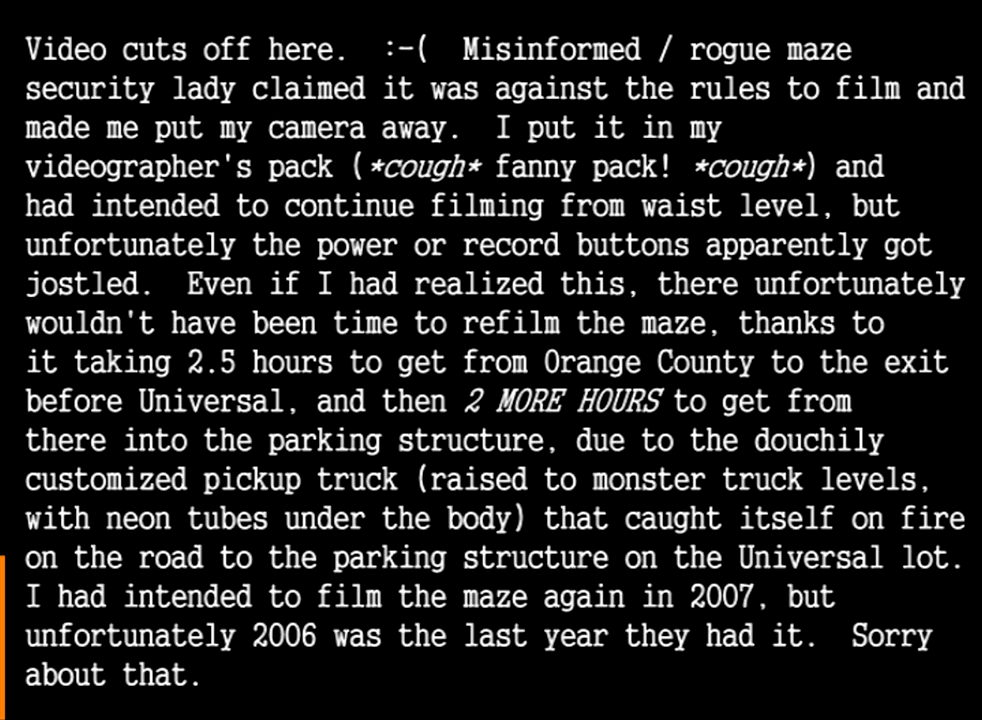 Video cuts off here.  :-(  Misinformed / rogue maze
security lady claimed it was against the rules to film and
made me put my camera away.  I put it in my
videographer's pack (*cough* fanny pack!  *cough*) and
had intended to continue filming from waist level, but
unfortunately the power or record buttons apparently got
jostled.  Even if I had realized this, there unfortunately
wouldn't have been time to refilm the maze, thanks to
it taking 2.5 hours to get from Orange County to the exit
before Universal, and then 2 MORE HOURS to get from
there into the parking structure, due to the douchily
customized pickup truck (raised to monster truck levels,
with neon tubes under the body) that caught itself on fire
on the road to the parking structure on the Universal lot.
I had intended to film the maze again in 2007, but
unfortunately 2006 was the last year they had it.  Sorry
about that.